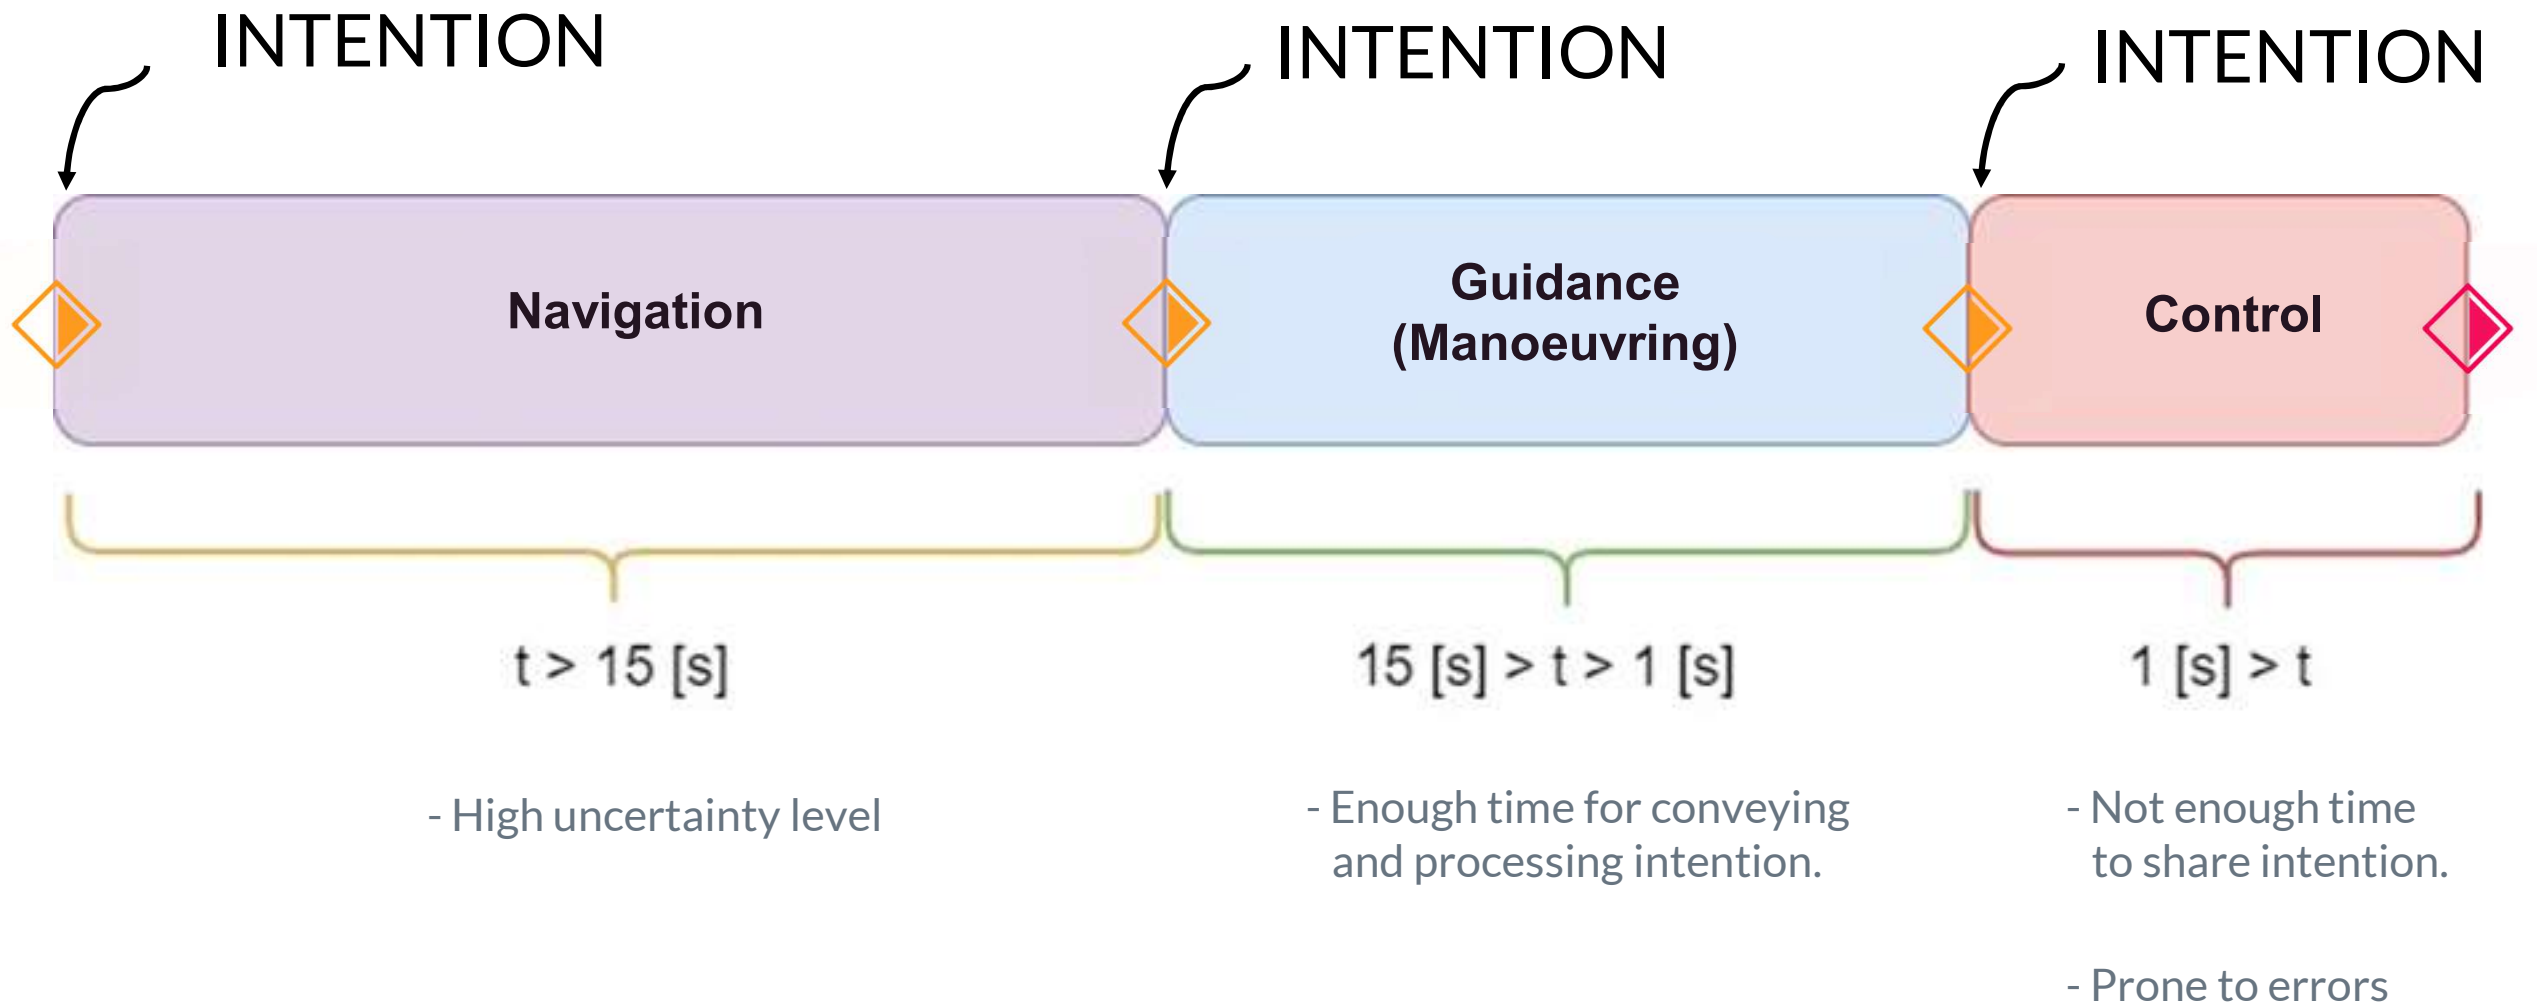 INTENTION
INTENTION
INTENTION
Navigation
Guidance
(Manoeuvring)
Control
t > 15 [s]
15 [s] > t > 1 [s]
1 [s] > t
- High uncertainty level
- Enough time for conveying
and processing intention.
- Not enough time
to share intention.
- Prone to errors